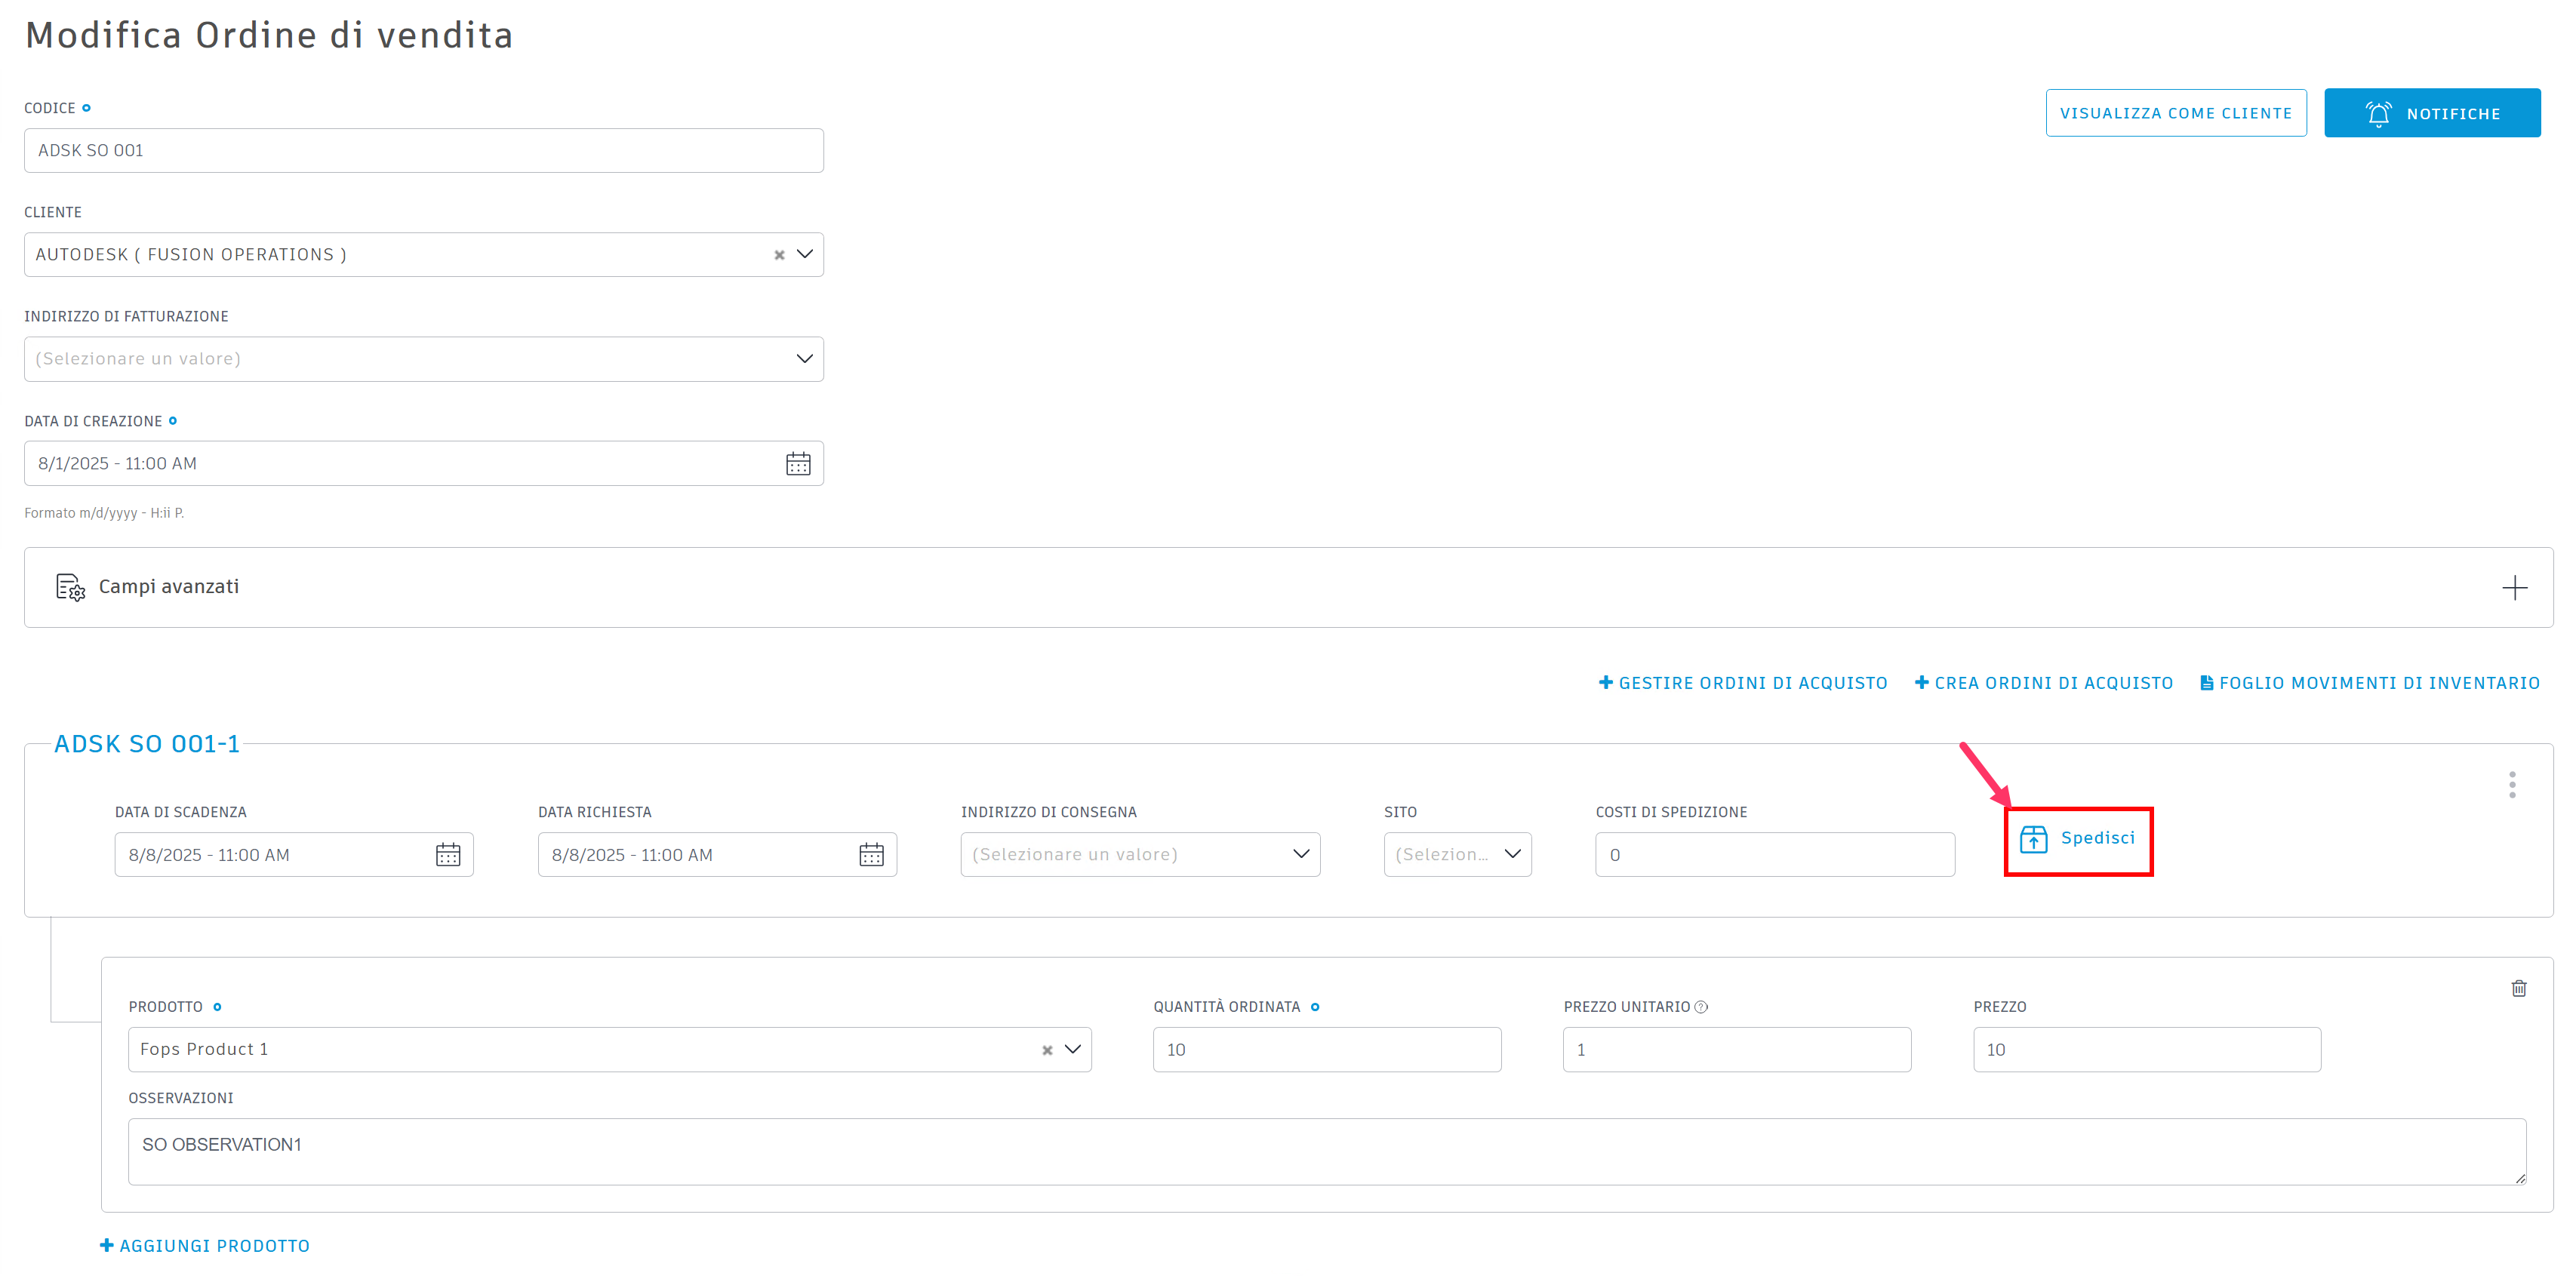 Modifica Ordine di vendita
CODICE
VISUALIZZA COME CLIENTE
NOTIFICHE
ADSK SO 001
CLIENTE
AUTODESK ( FUSION OPERATIONS )
INDIRIZZO DI FATTURAZIONE
(Selezionare un valore)
DATA DI CREAZIONE
8/1/2025 - 11:00 AM
Formato m/d/yyyy - H:ii P.
Campi avanzati
GESTIRE ORDINI DI ACQUISTO
CREA ORDINI DI ACQUISTO
FOGLIO MOVIMENTI DI INVENTARIO
ADSK SO 001-1
DATA DI SCADENZA
DATA RICHIESTA
INDIRIZZO DI CONSEGNA
SITO
COSTI DI SPEDIZIONE
8/8/2025 - 11:00 AM
8/8/2025 - 11:00 AM
(Selezionare un valore)
(Selezion...
0
Spedisci
PRODOTTO
QUANTITÀ ORDINATA
PREZZO UNITARIO
PREZZO
Fops Product 1
10
1
10
OSSERVAZIONI
SO OBSERVATION1
AGGIUNGI PRODOTTO